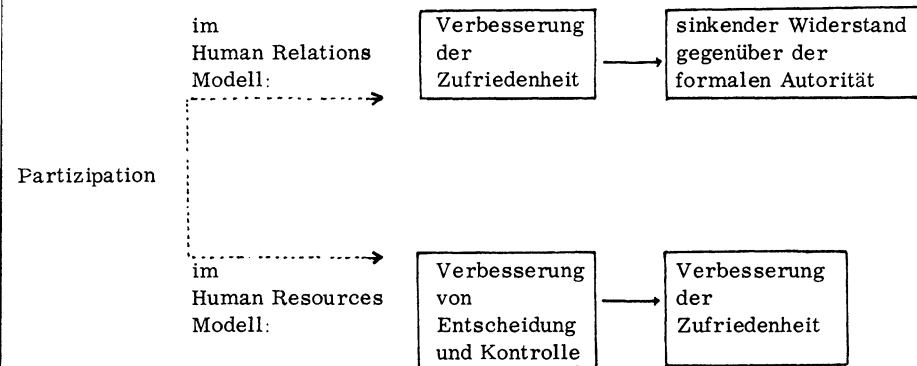 im
Human Relations
Modell:
Verbesserung
der
Zufriedenheit
sinkender Widerstand
gegenüber der
formalen Autorität
Partizipation
im
Human Resources
Modell:
Verbesserung
von
Entscheidung
und Kontrolle
Verbesserung
der
Zufriedenheit